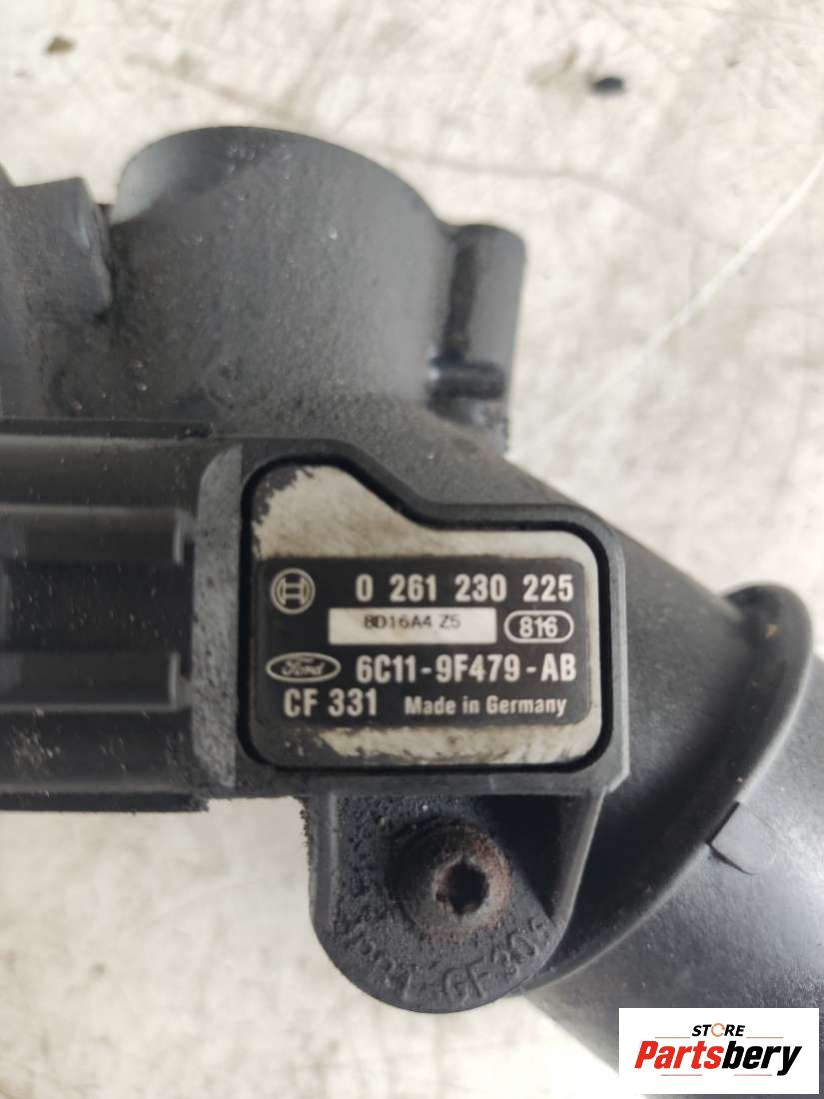 0 261 230 225
8D16A4 Z5
816
Ford
6C11-9F479-AB
CF 331 Made in Germany
STORE
Partsbery